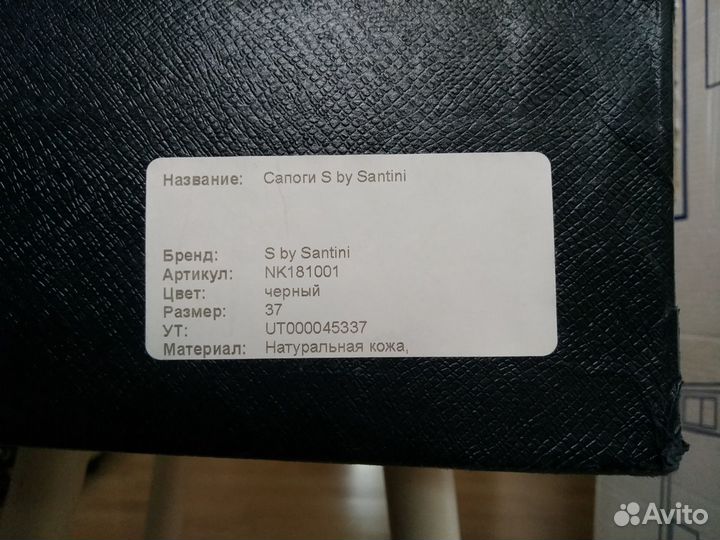 Название: Сапоги S by Santini
Бренд: S by Santini
Артикул: NK181001
Цвет: черный
Размер: 37
УТ: UT000045337
Материал: Натуральная кожа,
Avito